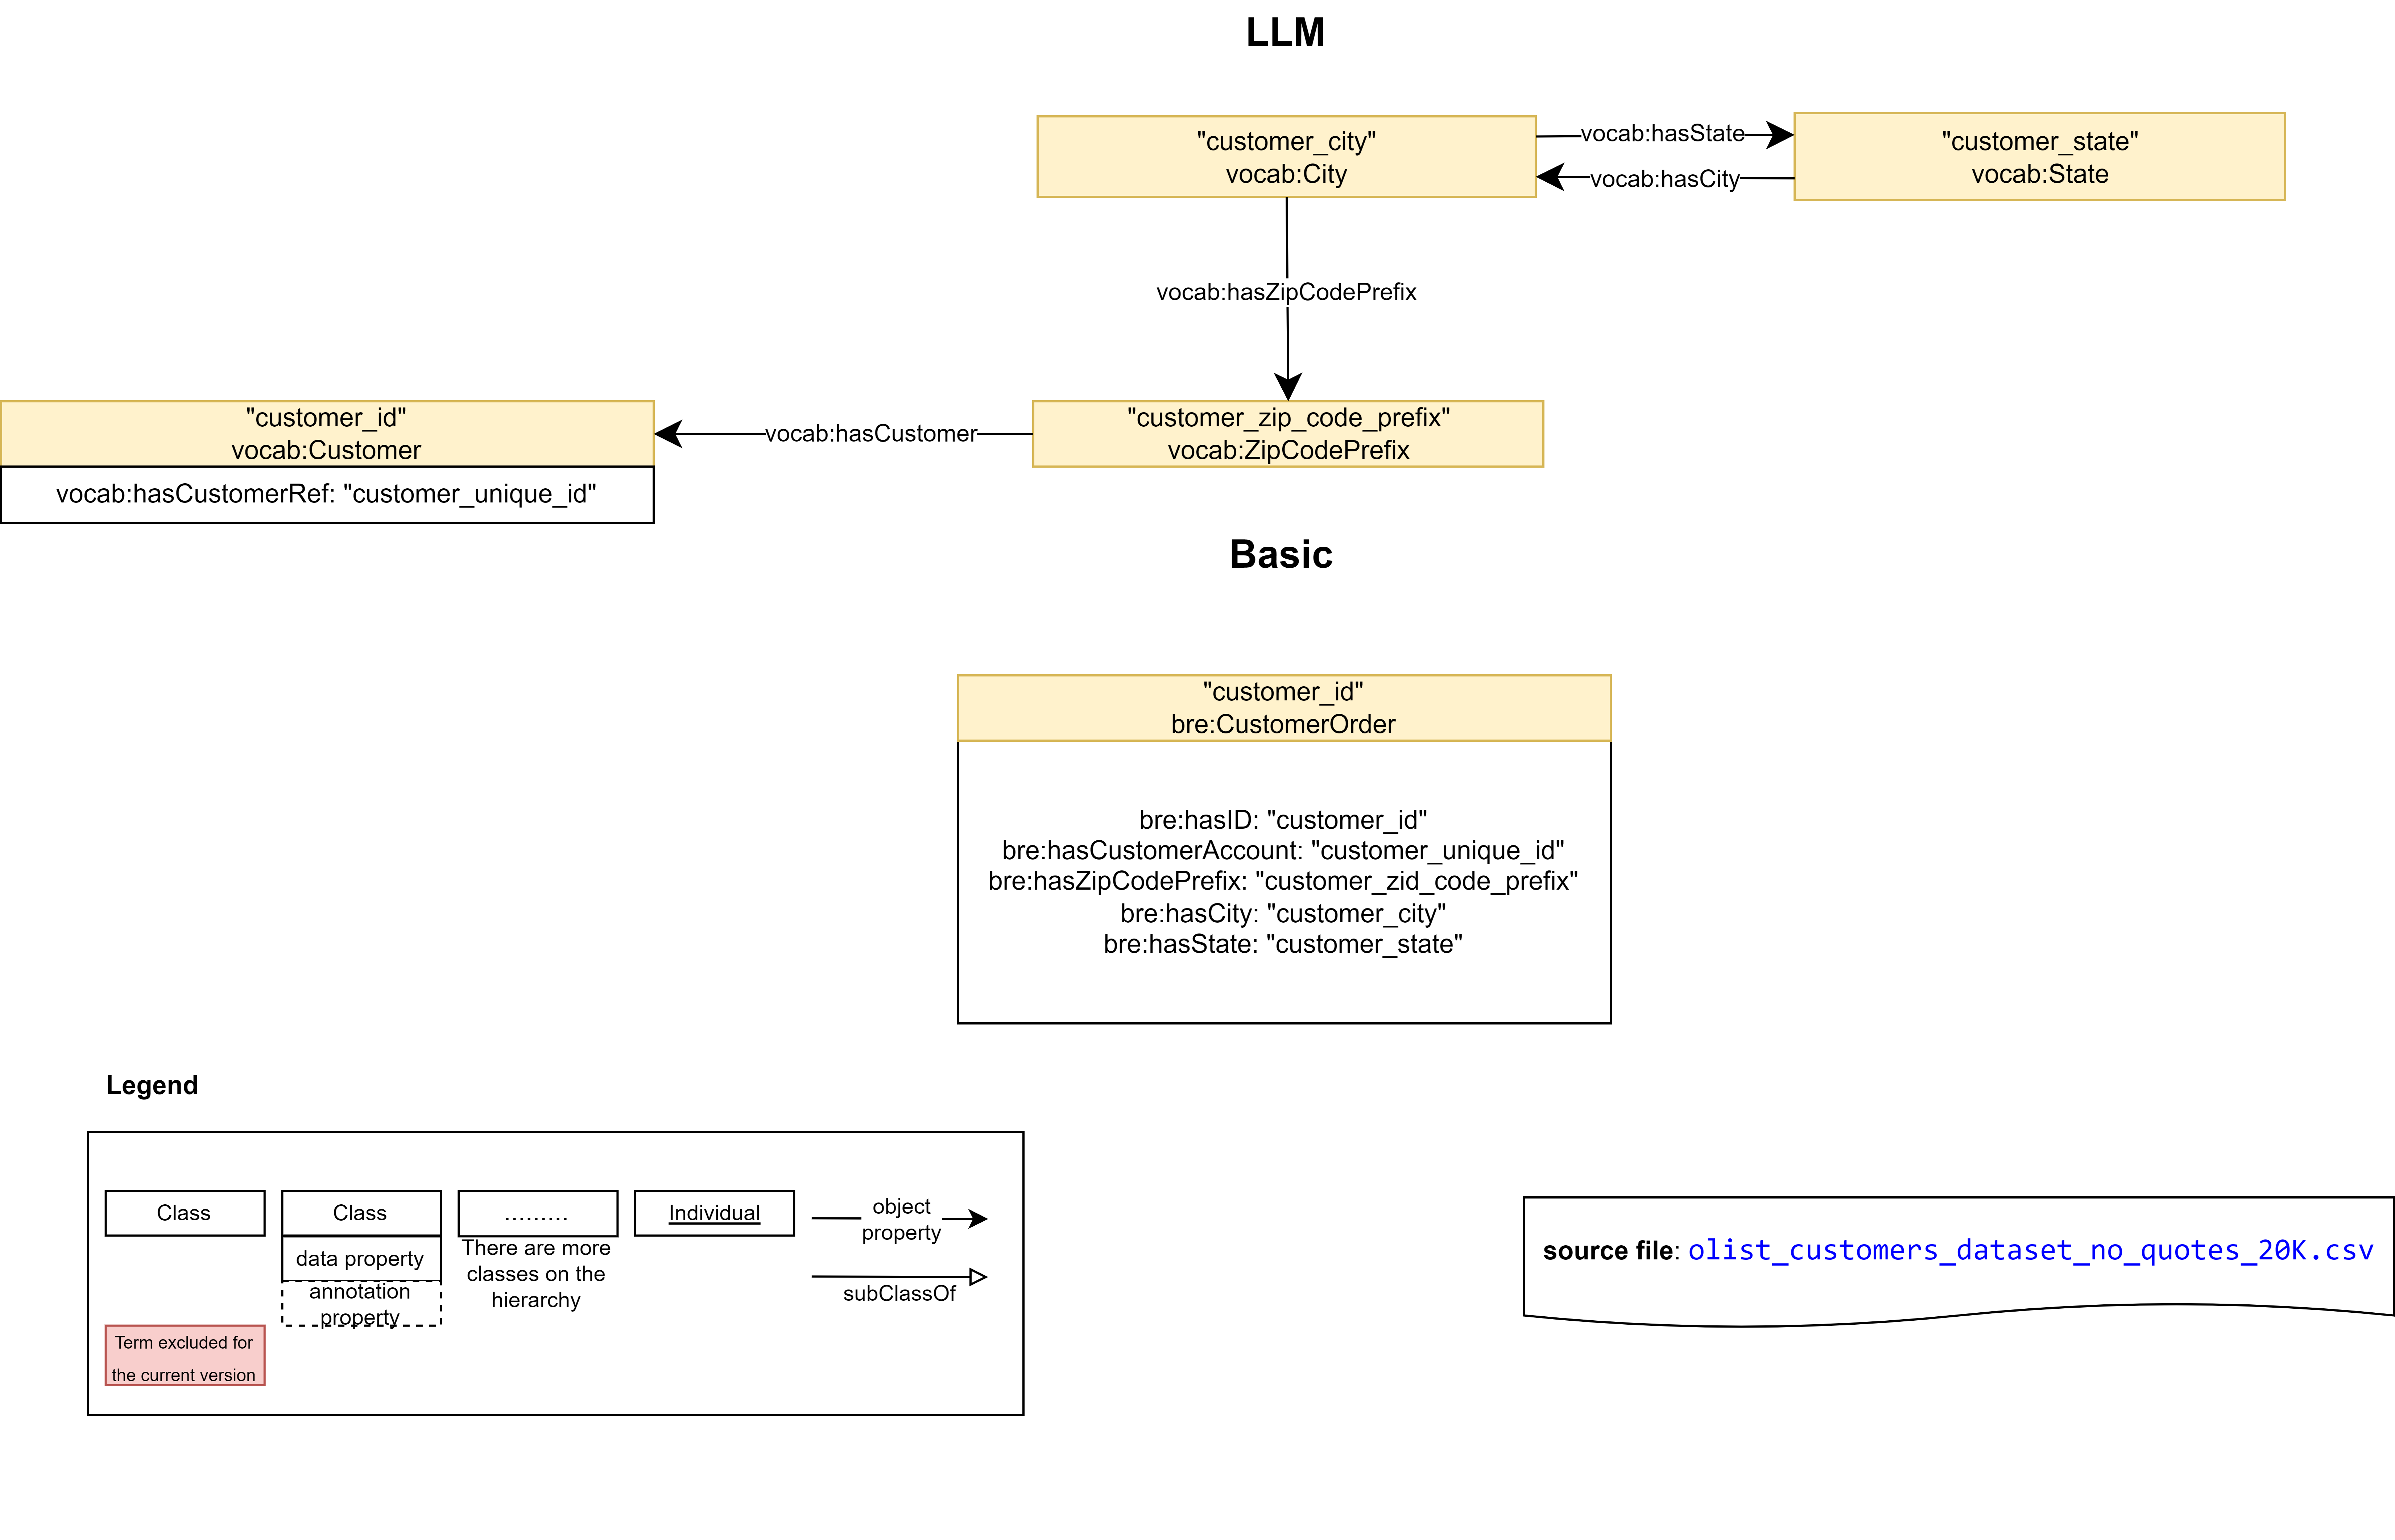 LLM
"customer_city"
vocab:City
vocab:hasState
vocab:hasCity
"customer_state"
vocab:State
vocab:hasZipCodePrefix
"customer_id"
vocab:Customer
vocab:hasCustomerRef: "customer_unique_id"
vocab:hasCustomer
"customer_zip_code_prefix"
vocab:ZipCodePrefix
Basic
"customer_id"
bre:CustomerOrder
bre:hasID: "customer_id"
bre:hasCustomerAccount: "customer_unique_id"
bre:hasZipCodePrefix: "customer_zid_code_prefix"
bre:hasCity: "customer_city"
bre:hasState: "customer_state"
Legend
Class
Class
data property
annotation
property
.........
There are more
classes on the
hierarchy
Individual
object
property
subClassOf
Term excluded for
the current version
source file: olist_customers_dataset_no_quotes_20K.csv